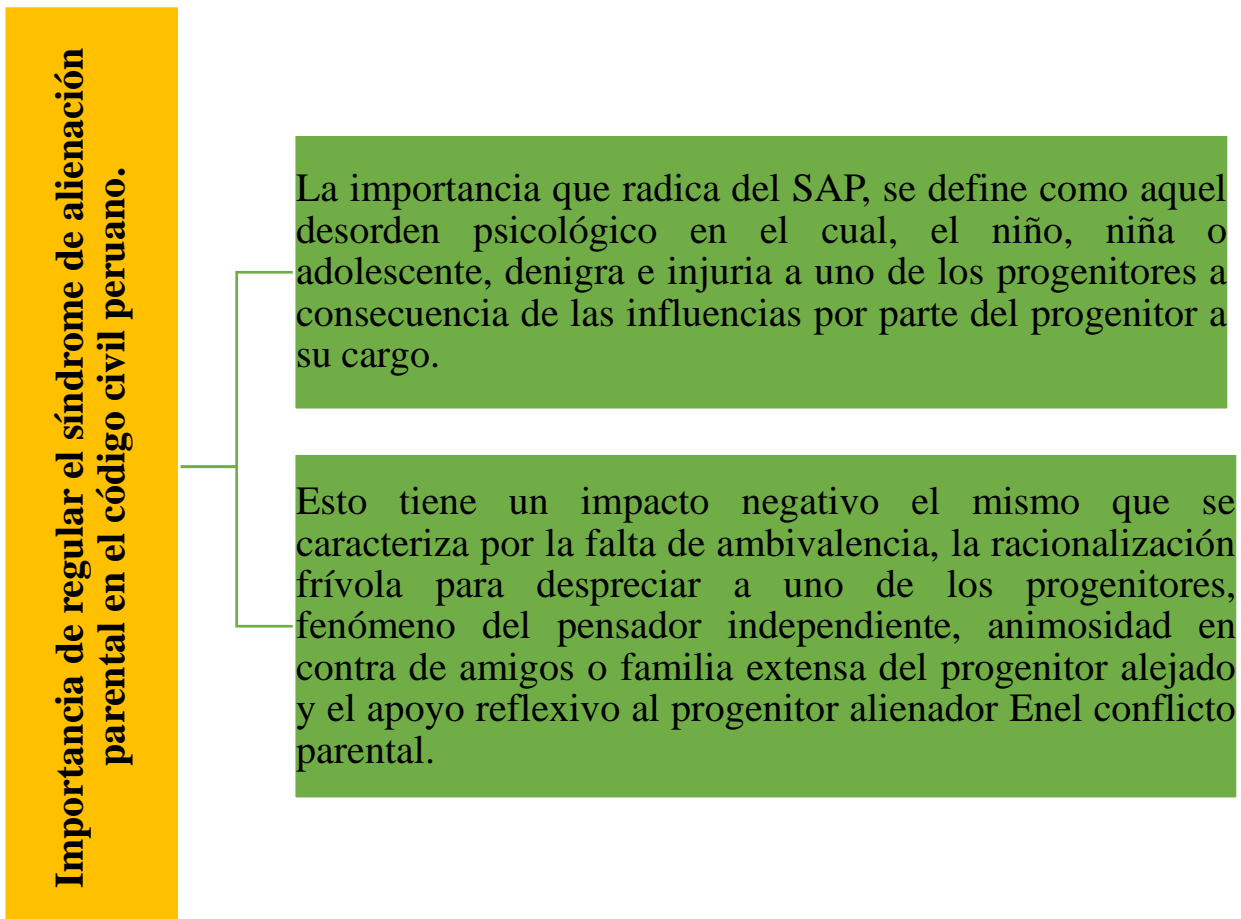 Importancia de regular el síndrome de alienación
parental en el código civil peruano.
La importancia que radica del SAP, se define como aquel
desorden psicológico en el cual, el niño, niña o
adolescente, denigra e injuria a uno de los progenitores a
consecuencia de las influencias por parte del progenitor a
su cargo.
Esto tiene un impacto negativo el mismo que se
caracteriza por la falta de ambivalencia, la racionalización
frívola para despreciar a uno de los progenitores,
fenómeno del pensador independiente, animosidad en
contra de amigos o familia extensa del progenitor alejado
y el apoyo reflexivo al progenitor alienador Enel conflicto
parental.